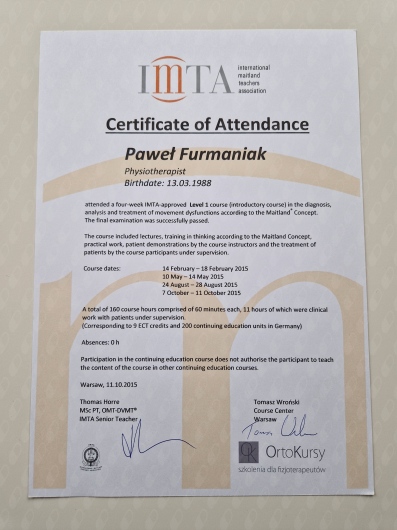 IMTA
international
maitland
teachers
association
Certificate of Attendance
Paweł Furmaniak
Physiotherapist
Birthdate: 13.03.1988
attended a four-week IMTA-approved Level 1 course (introductory course) in the diagnosis,
analysis and treatment of movement dysfunctions according to the Maitland® Concept.
The final examination was successfully passed.
The course included lectures, training in thinking according to the Maitland Concept,
practical work, patient demonstrations by the course instructors and the treatment of
patients by the course participants under supervision.
Course dates: 14 February – 18 February 2015
10 May – 14 May 2015
24 August – 28 August 2015
7 October – 11 October 2015
A total of 160 course hours comprised of 60 minutes each, 11 hours of which were clinical
work with patients under supervision.
(Corresponding to 9 ECT credits and 200 continuing education units in Germany)
Absences: 0 h
Participation in the continuing education course does not authorise the participant to teach
the content of the course in other continuing education courses.
Warsaw, 11.10.2015
Thomas Horre
MSc PT, OMT-DVMT®
IMTA Senior Teacher
Tomasz Wroński
Course Center
Warsaw
OK OrtoKursy
szkolenia dla fizjoterapeutów